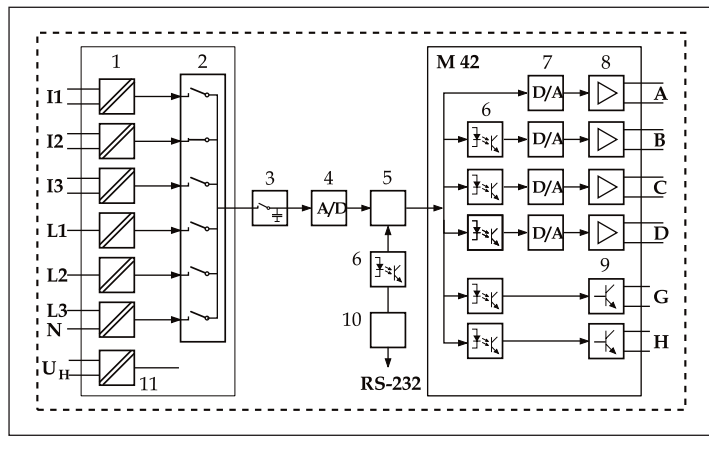 1
2
M 42
7
8
I1
D/A
A
I2
6
D/A
B
I3
3
4
5
D/A
C
L1
A/D
D/A
D
L2
6
9
L3
N
10
G
U H
11
RS-232
H